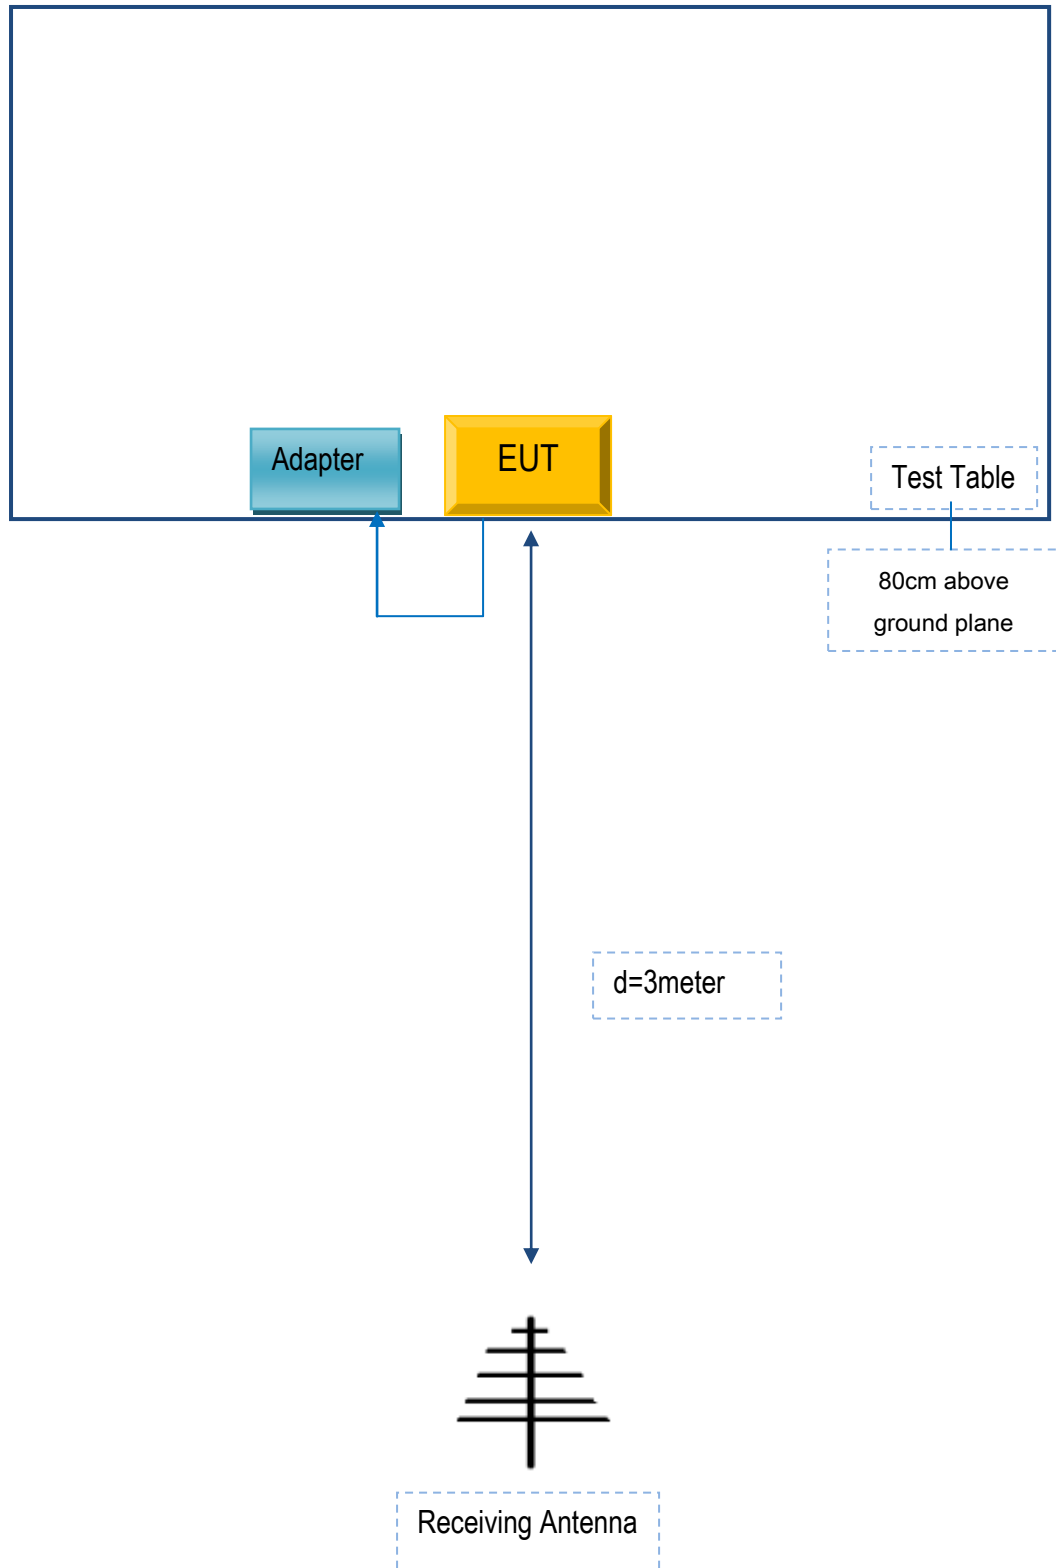 Adapter
EUT
Test Table
80cm above
ground plane
d=3meter
Receiving Antenna